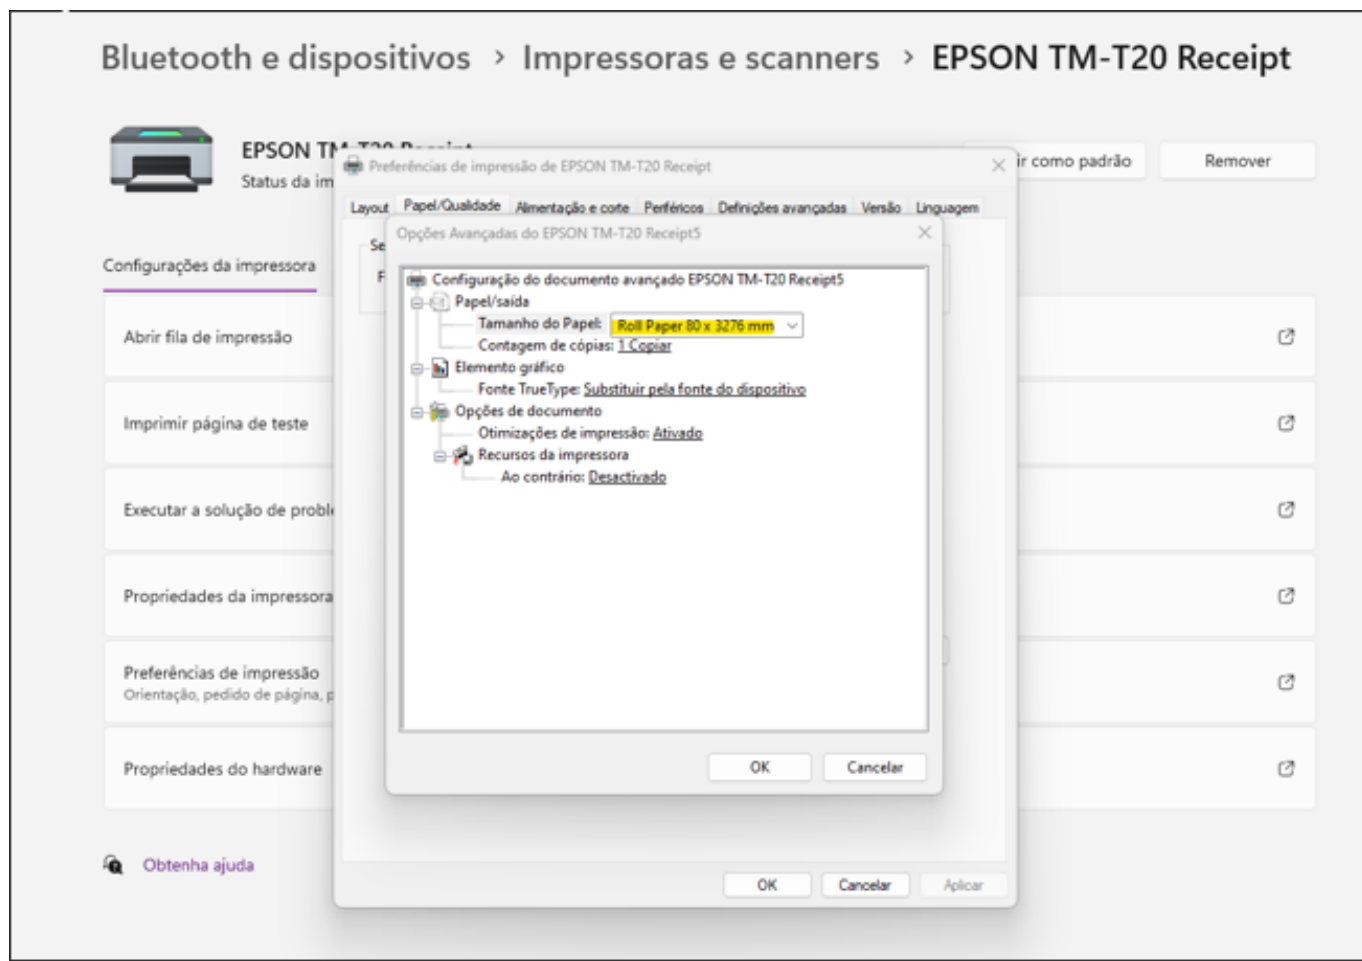 Bluetooth e dispositivos > Impressoras e scanners > EPSON TM-T20 Receipt
EPSON TM-T20 Receipt
Status da im
ir como padrão
Remover
Configurações da impressora
Abrir fila de impressão
Imprimir página de teste
Executar a solução de proble
Propriedades da impressora
Preferências de impressão
Orientação, pedido de página, p
Propriedades do hardware
Obtenha ajuda
Preferências de impressão de EPSON TM-T20 Receipt
Layout Papel/Qualidade Alimentação e corte Periféricos Definições avançadas Versão Linguagem
Se
F
Opções Avançadas do EPSON TM-T20 Receipt5
Configuração do documento avançado EPSON TM-T20 Receipt5
Papel/saída
Tamanho do Papel: Roll Paper 80 x 3276 mm
Contagem de cópias: 1 Copiar
Elemento gráfico
Fonte TrueType: Substituir pela fonte do dispositivo
Opções de documento
Otimizações de impressão: Ativado
Recursos da impressora
Ao contrário: Desactivado
OK Cancelar
OK Cancelar Aplicar